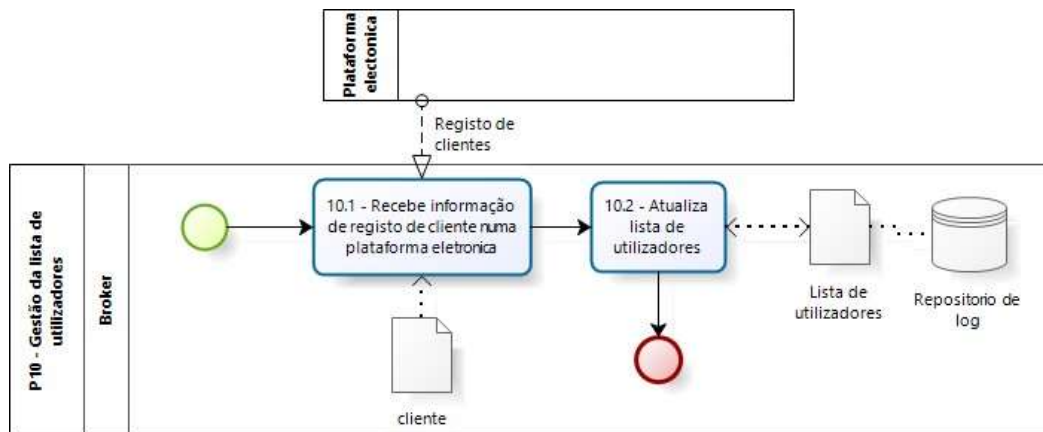 Plataforma
electonica
Registo de
clientes
P10 - Gestão da lista de
utilizadores
Broker
10.1 - Recebe informação
de registo de cliente numa
plataforma eletronica
10.2 - Atualiza
lista de
utilizadores
Lista de
utilizadores
Repositorio de
log
cliente